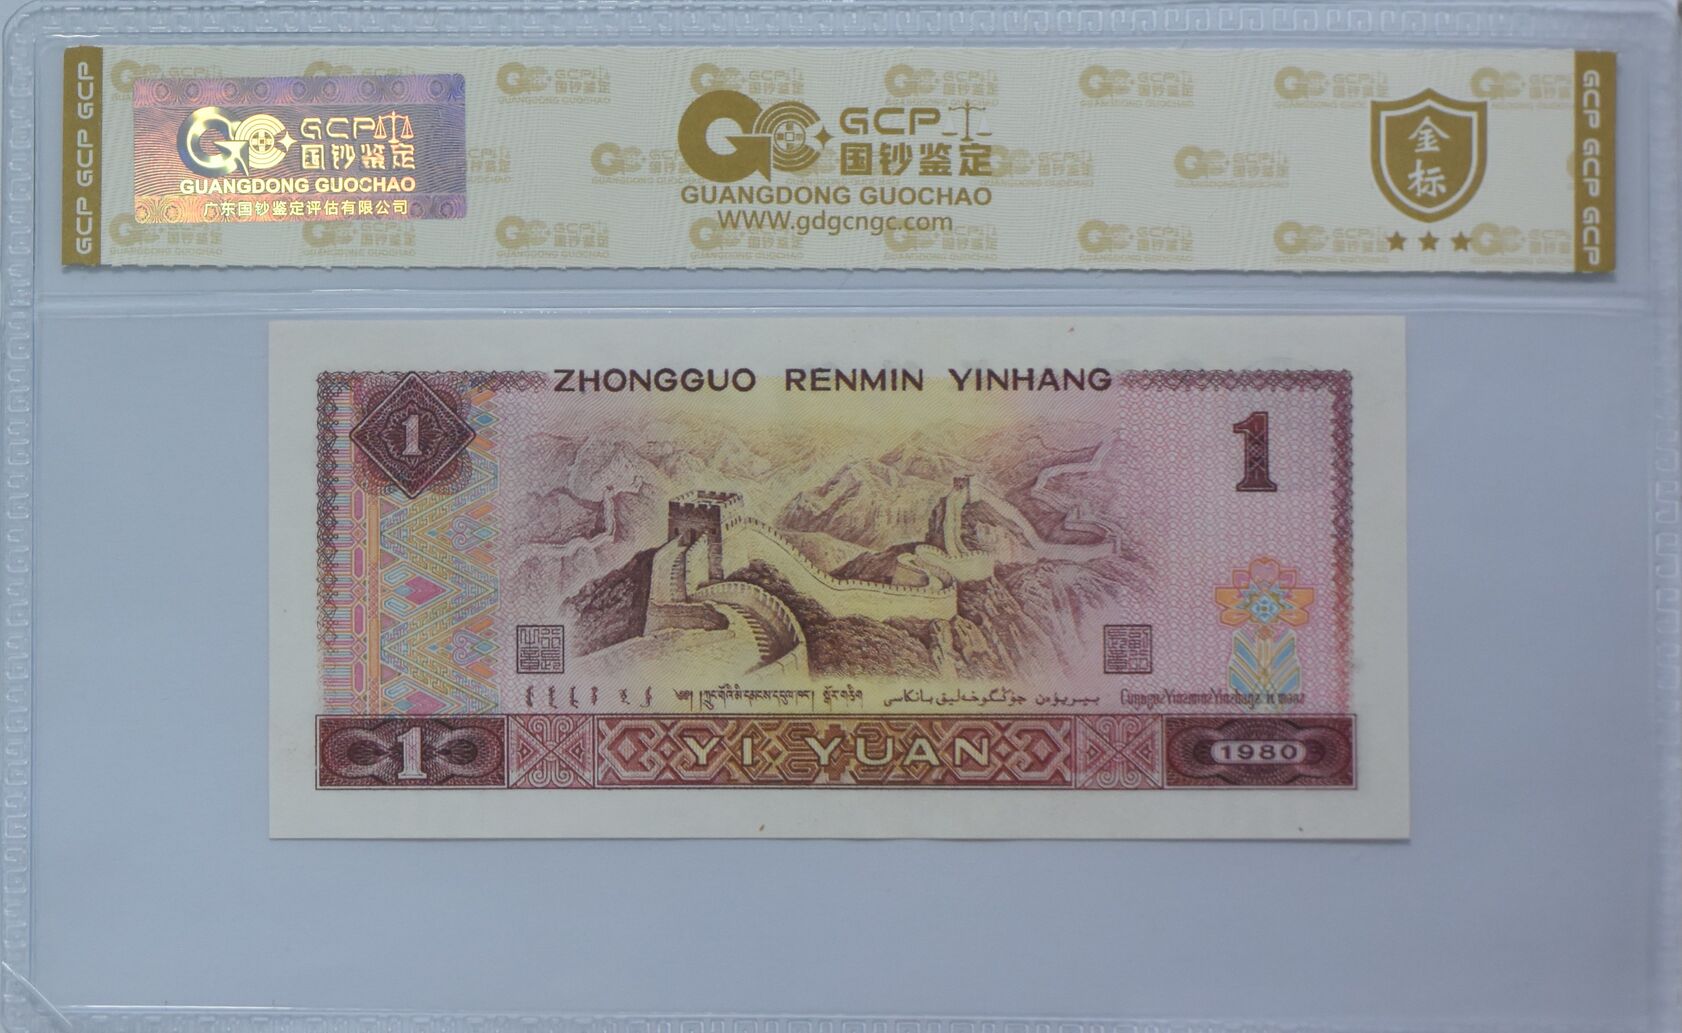 GCP GCP GCP
GCP
国钞鉴定
GUANGDONG GUOCHAO
广东国钞鉴定评估有限公司
GCP
国钞鉴定
GUANGDONG GUOCHAO
WWW.gdgcngc.com
金标
GCP GCP GCP
ZHONGGUO RENMIN YINHANG
1
1
1
YI YUAN
1980